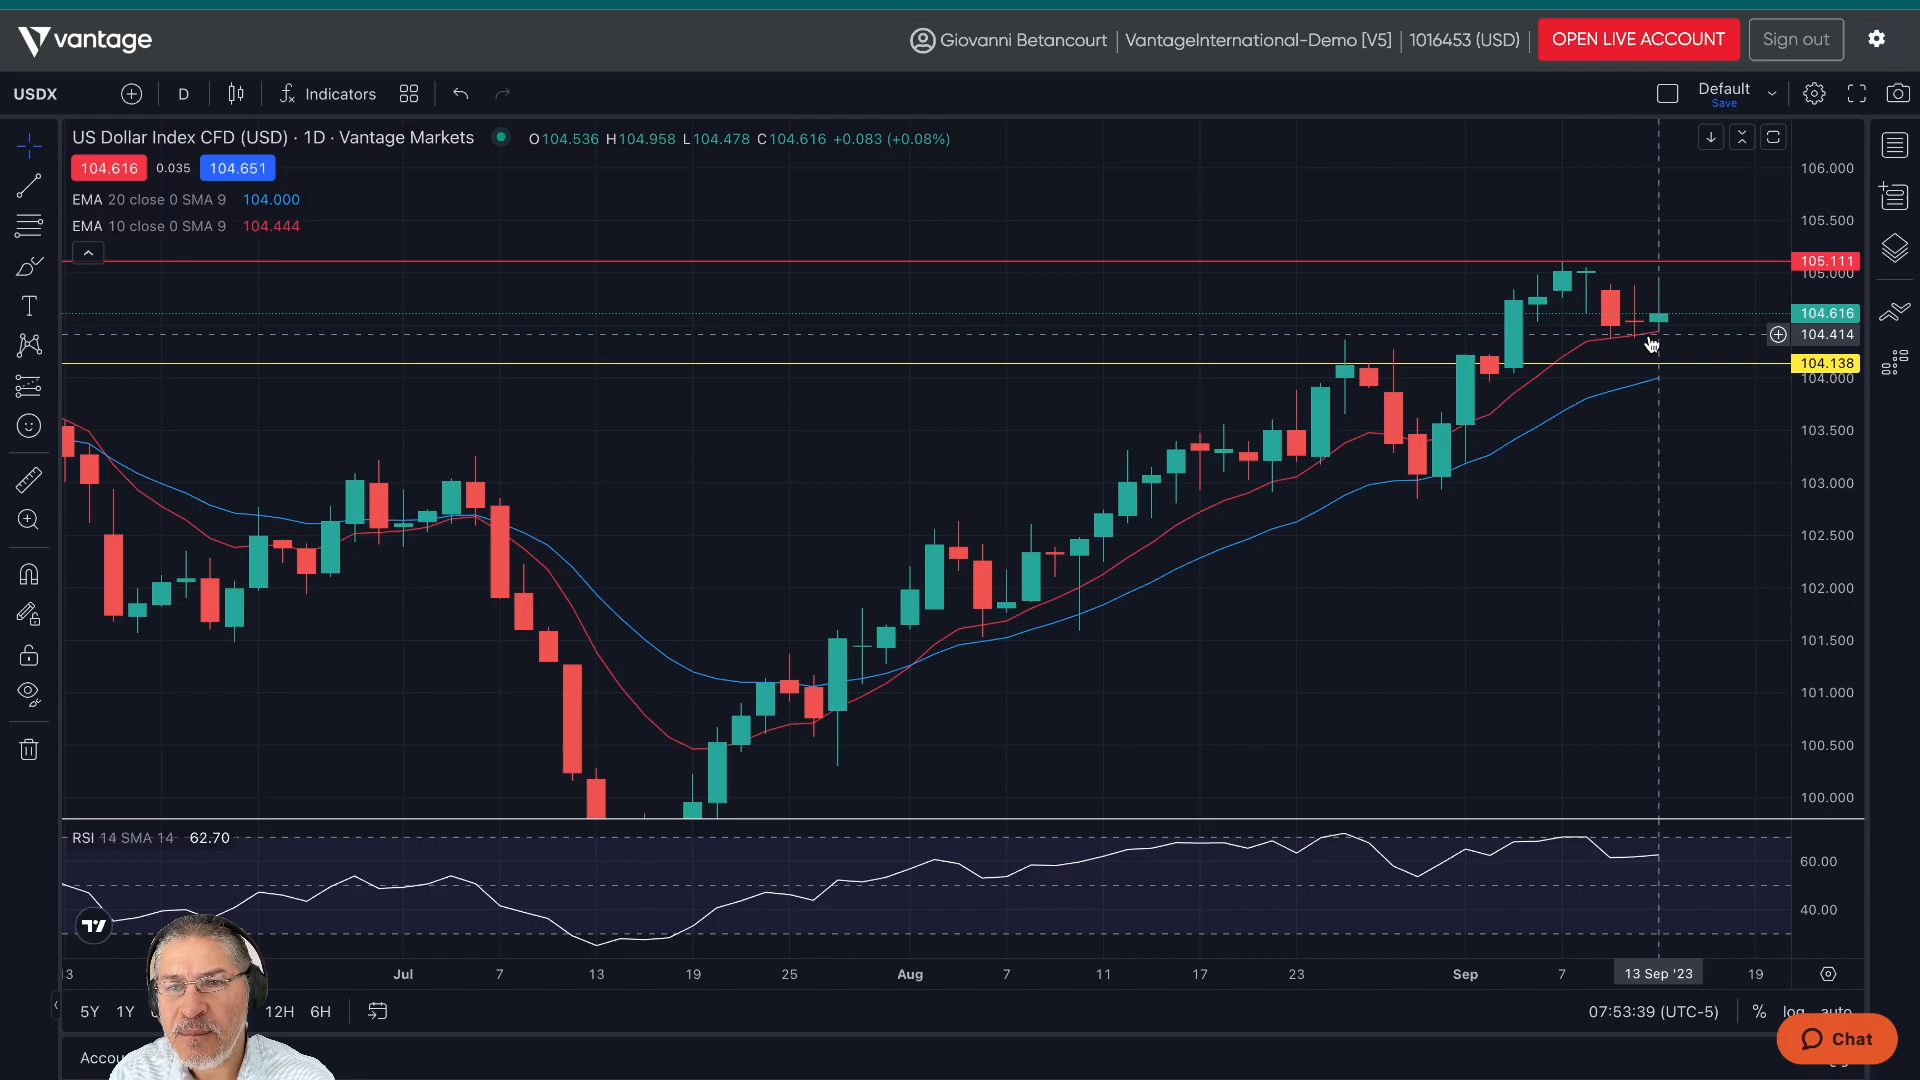 vantage
Giovanni Betancourt | VantageInternational-Demo [V5] | 1016453 (USD) |
OPEN LIVE ACCOUNT
Sign out
USDX
D
Indicators
Default
Save
US Dollar Index CFD (USD) · 1D · Vantage Markets
O104.536 H104.958 L104.478 C104.616 +0.083 (+0.08%)
104.616
0.035
104.651
EMA 20 close 0 SMA 9 104.000
EMA 10 close 0 SMA 9 104.444
106.000
105.500
105.111
105.000
104.616
104.414
104.138
104.000
103.500
103.000
102.500
102.000
101.500
101.000
100.500
100.000
RSI 14 SMA 14 62.70
60.00
40.00
13 Jul 7 13 19 25 Aug 7 11 17 23 Sep 7 13 Sep '23 19
5Y 1Y 12H 6H
07:53:39 (UTC-5)
% log auto
Chat